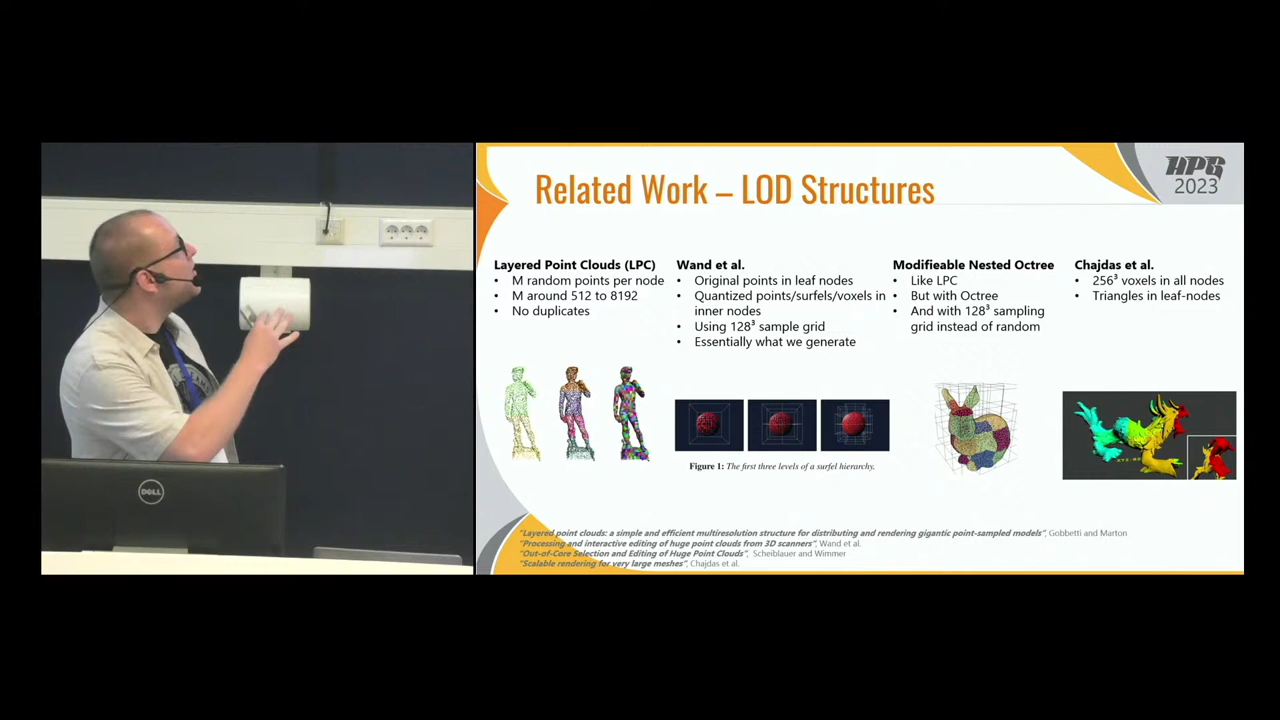 HPG
2023
Related Work – LOD Structures
Layered Point Clouds (LPC)
• M random points per node
• M around 512 to 8192
• No duplicates
Wand et al.
• Original points in leaf nodes
• Quantized points/surfels/voxels in
inner nodes
• Using 128³ sample grid
• Essentially what we generate
Figure 1: The first three levels of a surfel hierarchy.
Modifieable Nested Octree
• Like LPC
• But with Octree
• And with 128³ sampling
grid instead of random
Chajdas et al.
• 256³ voxels in all nodes
• Triangles in leaf-nodes
"Layered point clouds: a simple and efficient multiresolution structure for distributing and rendering gigantic point-sampled models", Gobbetti and Marton
"Processing and interactive editing of huge point clouds from 3D scanners", Wand et al.
"Out-of-Core Selection and Editing of Huge Point Clouds", Scheiblauer and Wimmer
"Scalable rendering for very large meshes", Chajdas et al.
DELL